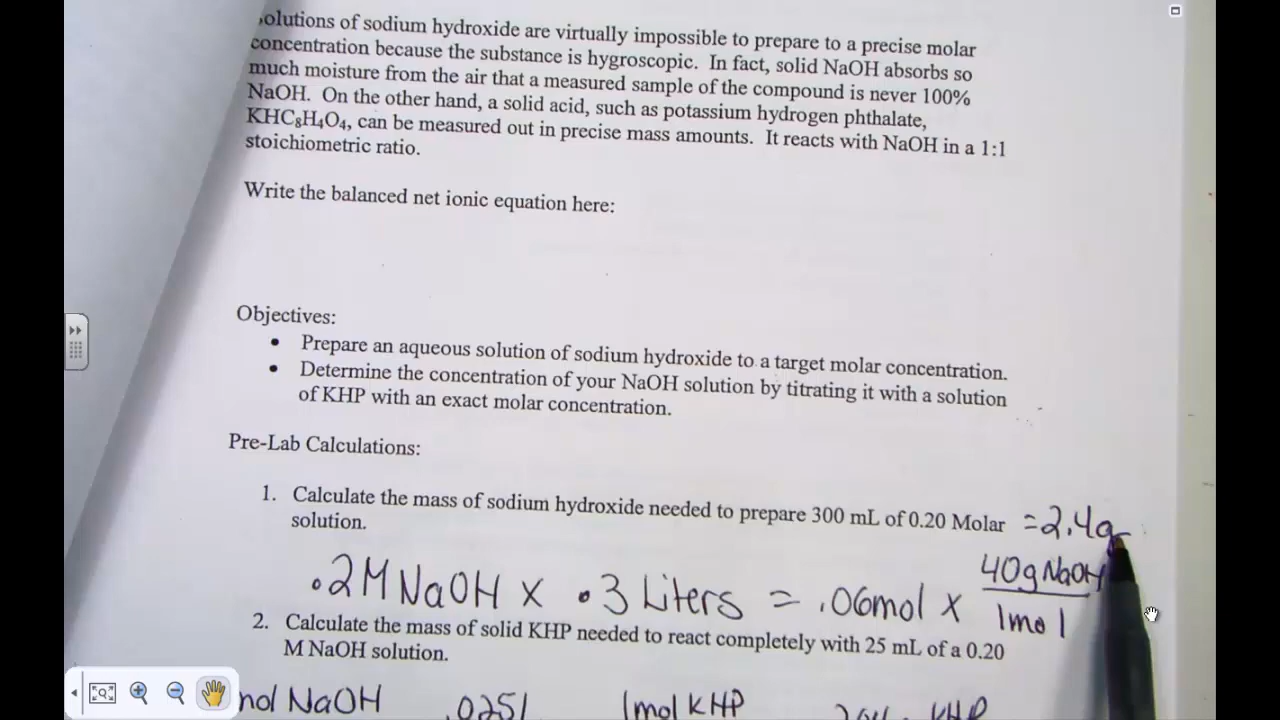 solutions of sodium hydroxide are virtually impossible to prepare to a precise molar
concentration because the substance is hygroscopic. In fact, solid NaOH absorbs so
much moisture from the air that a measured sample of the compound is never 100%
NaOH. On the other hand, a solid acid, such as potassium hydrogen phthalate,
KHC₈H₄O₄, can be measured out in precise mass amounts. It reacts with NaOH in a 1:1
stoichiometric ratio.
Write the balanced net ionic equation here:
Objectives:
• Prepare an aqueous solution of sodium hydroxide to a target molar concentration.
• Determine the concentration of your NaOH solution by titrating it with a solution
of KHP with an exact molar concentration.
Pre-Lab Calculations:
1. Calculate the mass of sodium hydroxide needed to prepare 300 mL of 0.20 Molar
solution.
= 2.4g
.2M NaOH x .3 Liters = .06mol x
40g NaOH
1mol
2. Calculate the mass of solid KHP needed to react completely with 25 mL of a 0.20
M NaOH solution.
mol NaOH .025l 1mol KHP KHP